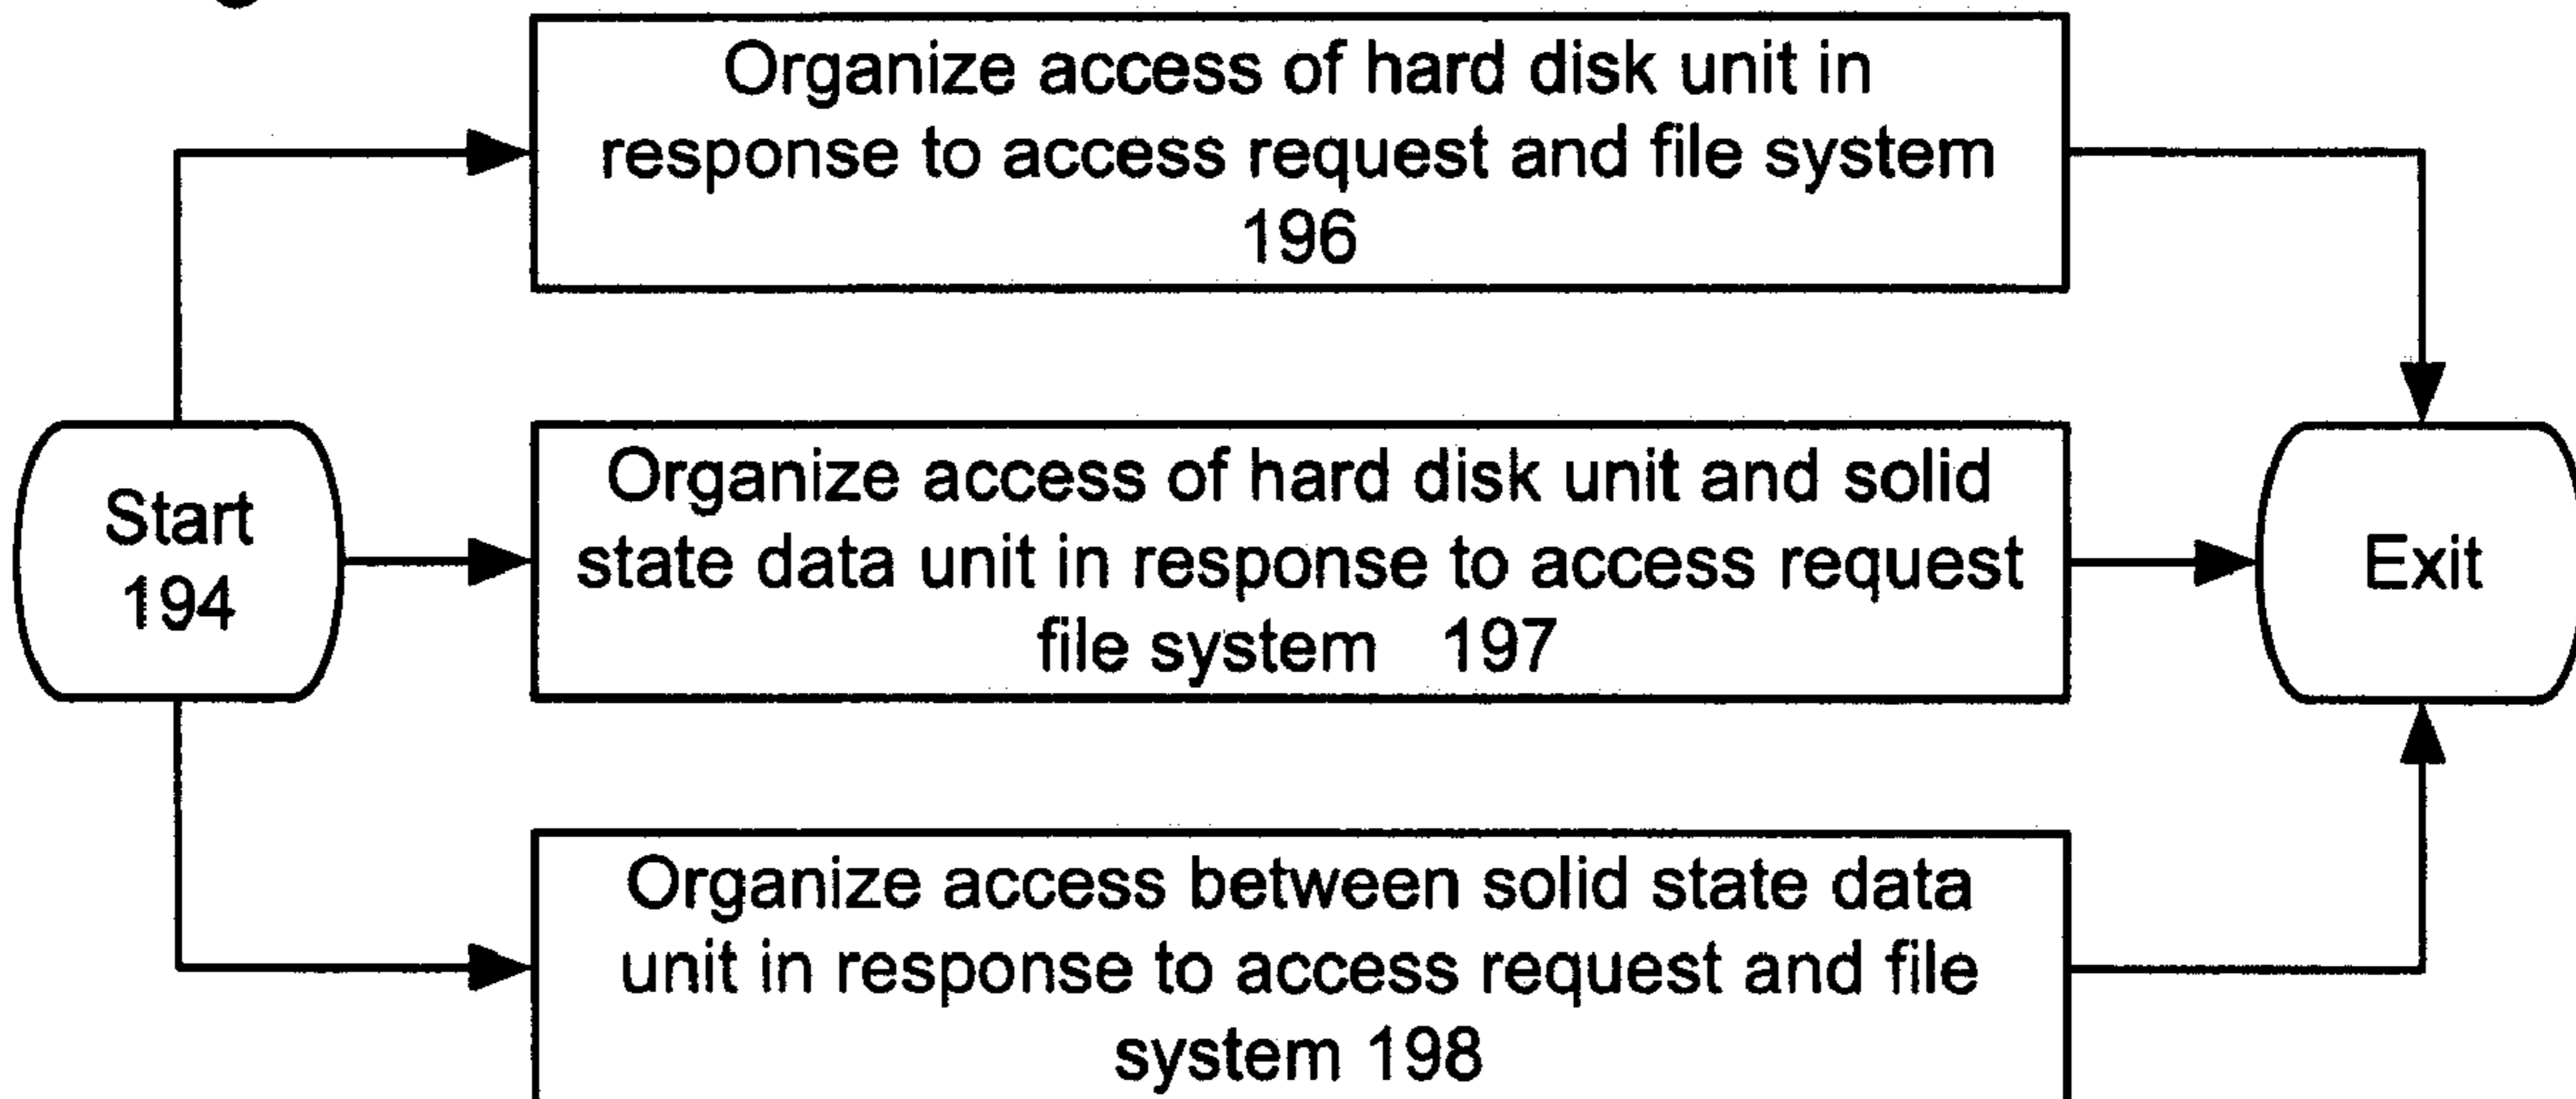 Organize access of hard disk unit in
response to access request and file system
196
Start
194
Organize access of hard disk unit and solid
state data unit in response to access request
file system 197
Exit
Organize access between solid state data
unit in response to access request and file
system 198